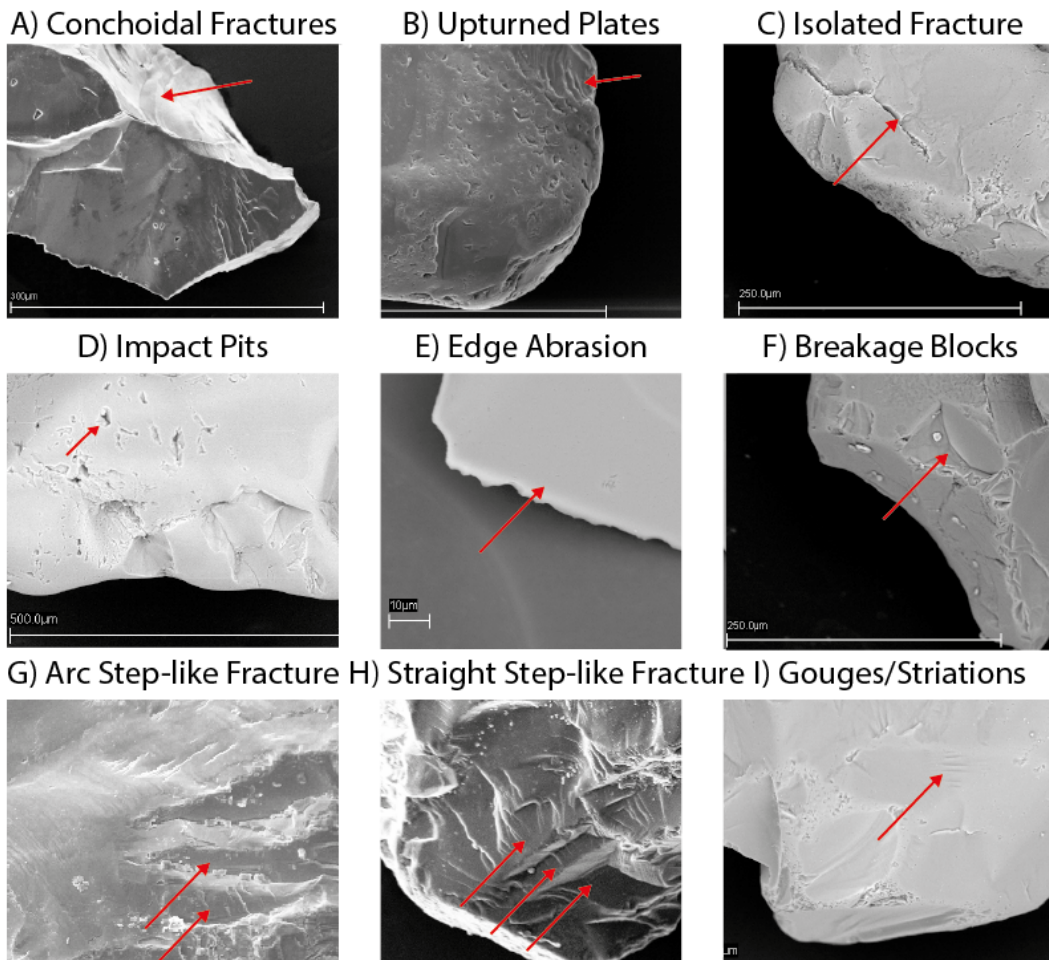 A) Conchoidal Fractures
B) Upturned Plates
C) Isolated Fracture
300µm
250.0µm
D) Impact Pits
E) Edge Abrasion
F) Breakage Blocks
500.0µm
10µm
250.0µm
G) Arc Step-like Fracture
H) Straight Step-like Fracture
I) Gouges/Striations
µm